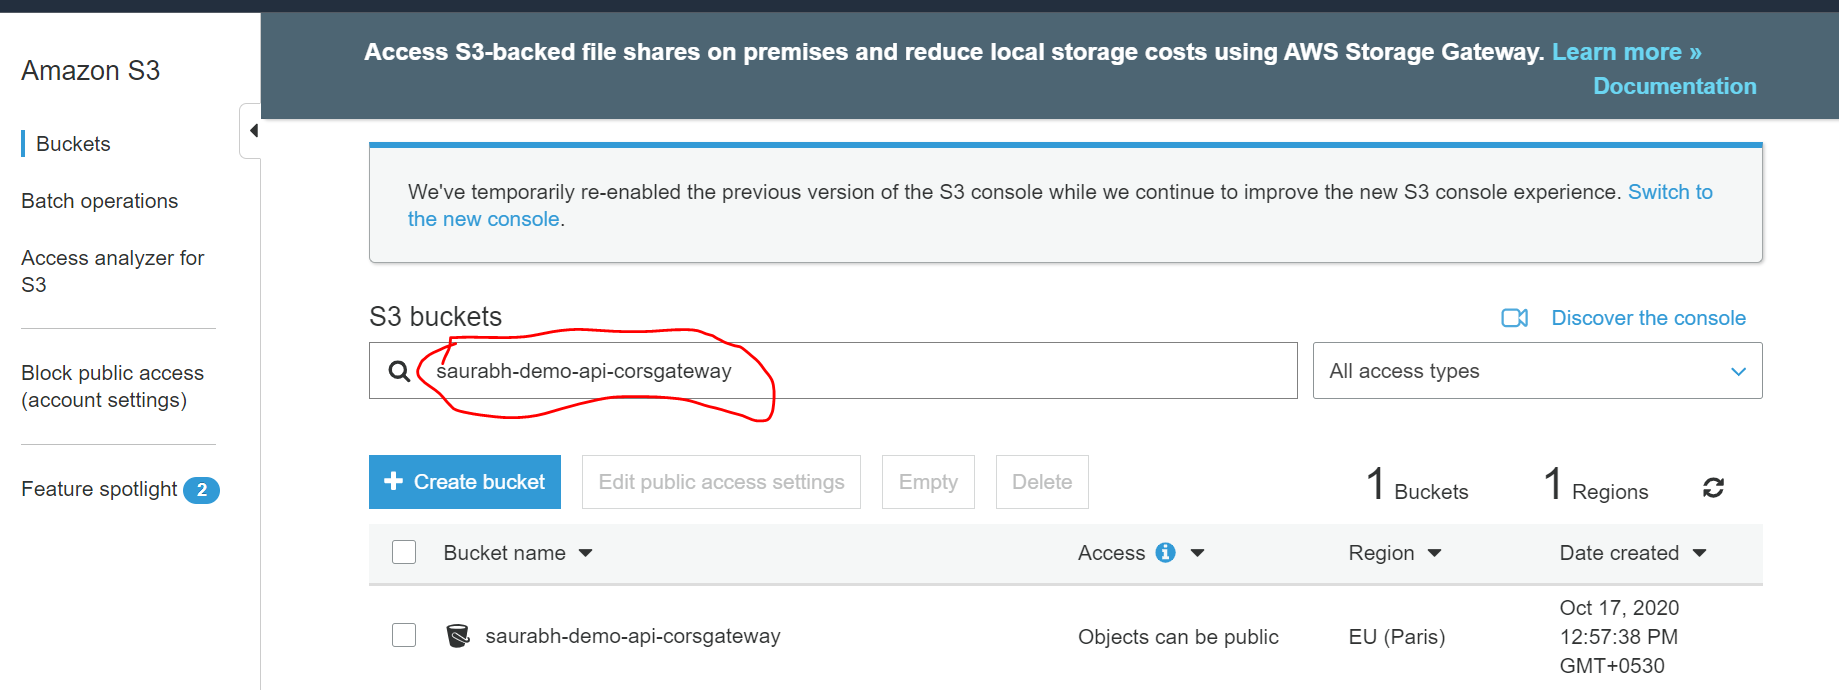 Amazon S3
Buckets
Batch operations
Access analyzer for
S3
Block public access
(account settings)
Feature spotlight 2
Access S3-backed file shares on premises and reduce local storage costs using AWS Storage Gateway. Learn more »
Documentation
We've temporarily re-enabled the previous version of the S3 console while we continue to improve the new S3 console experience. Switch to
the new console.
S3 buckets
Discover the console
saurabh-demo-api-corsgateway
All access types
Create bucket
Edit public access settings
Empty
Delete
1 Buckets
1 Regions
Bucket name
Access
Region
Date created
saurabh-demo-api-corsgateway
Objects can be public
EU (Paris)
Oct 17, 2020
12:57:38 PM
GMT+0530